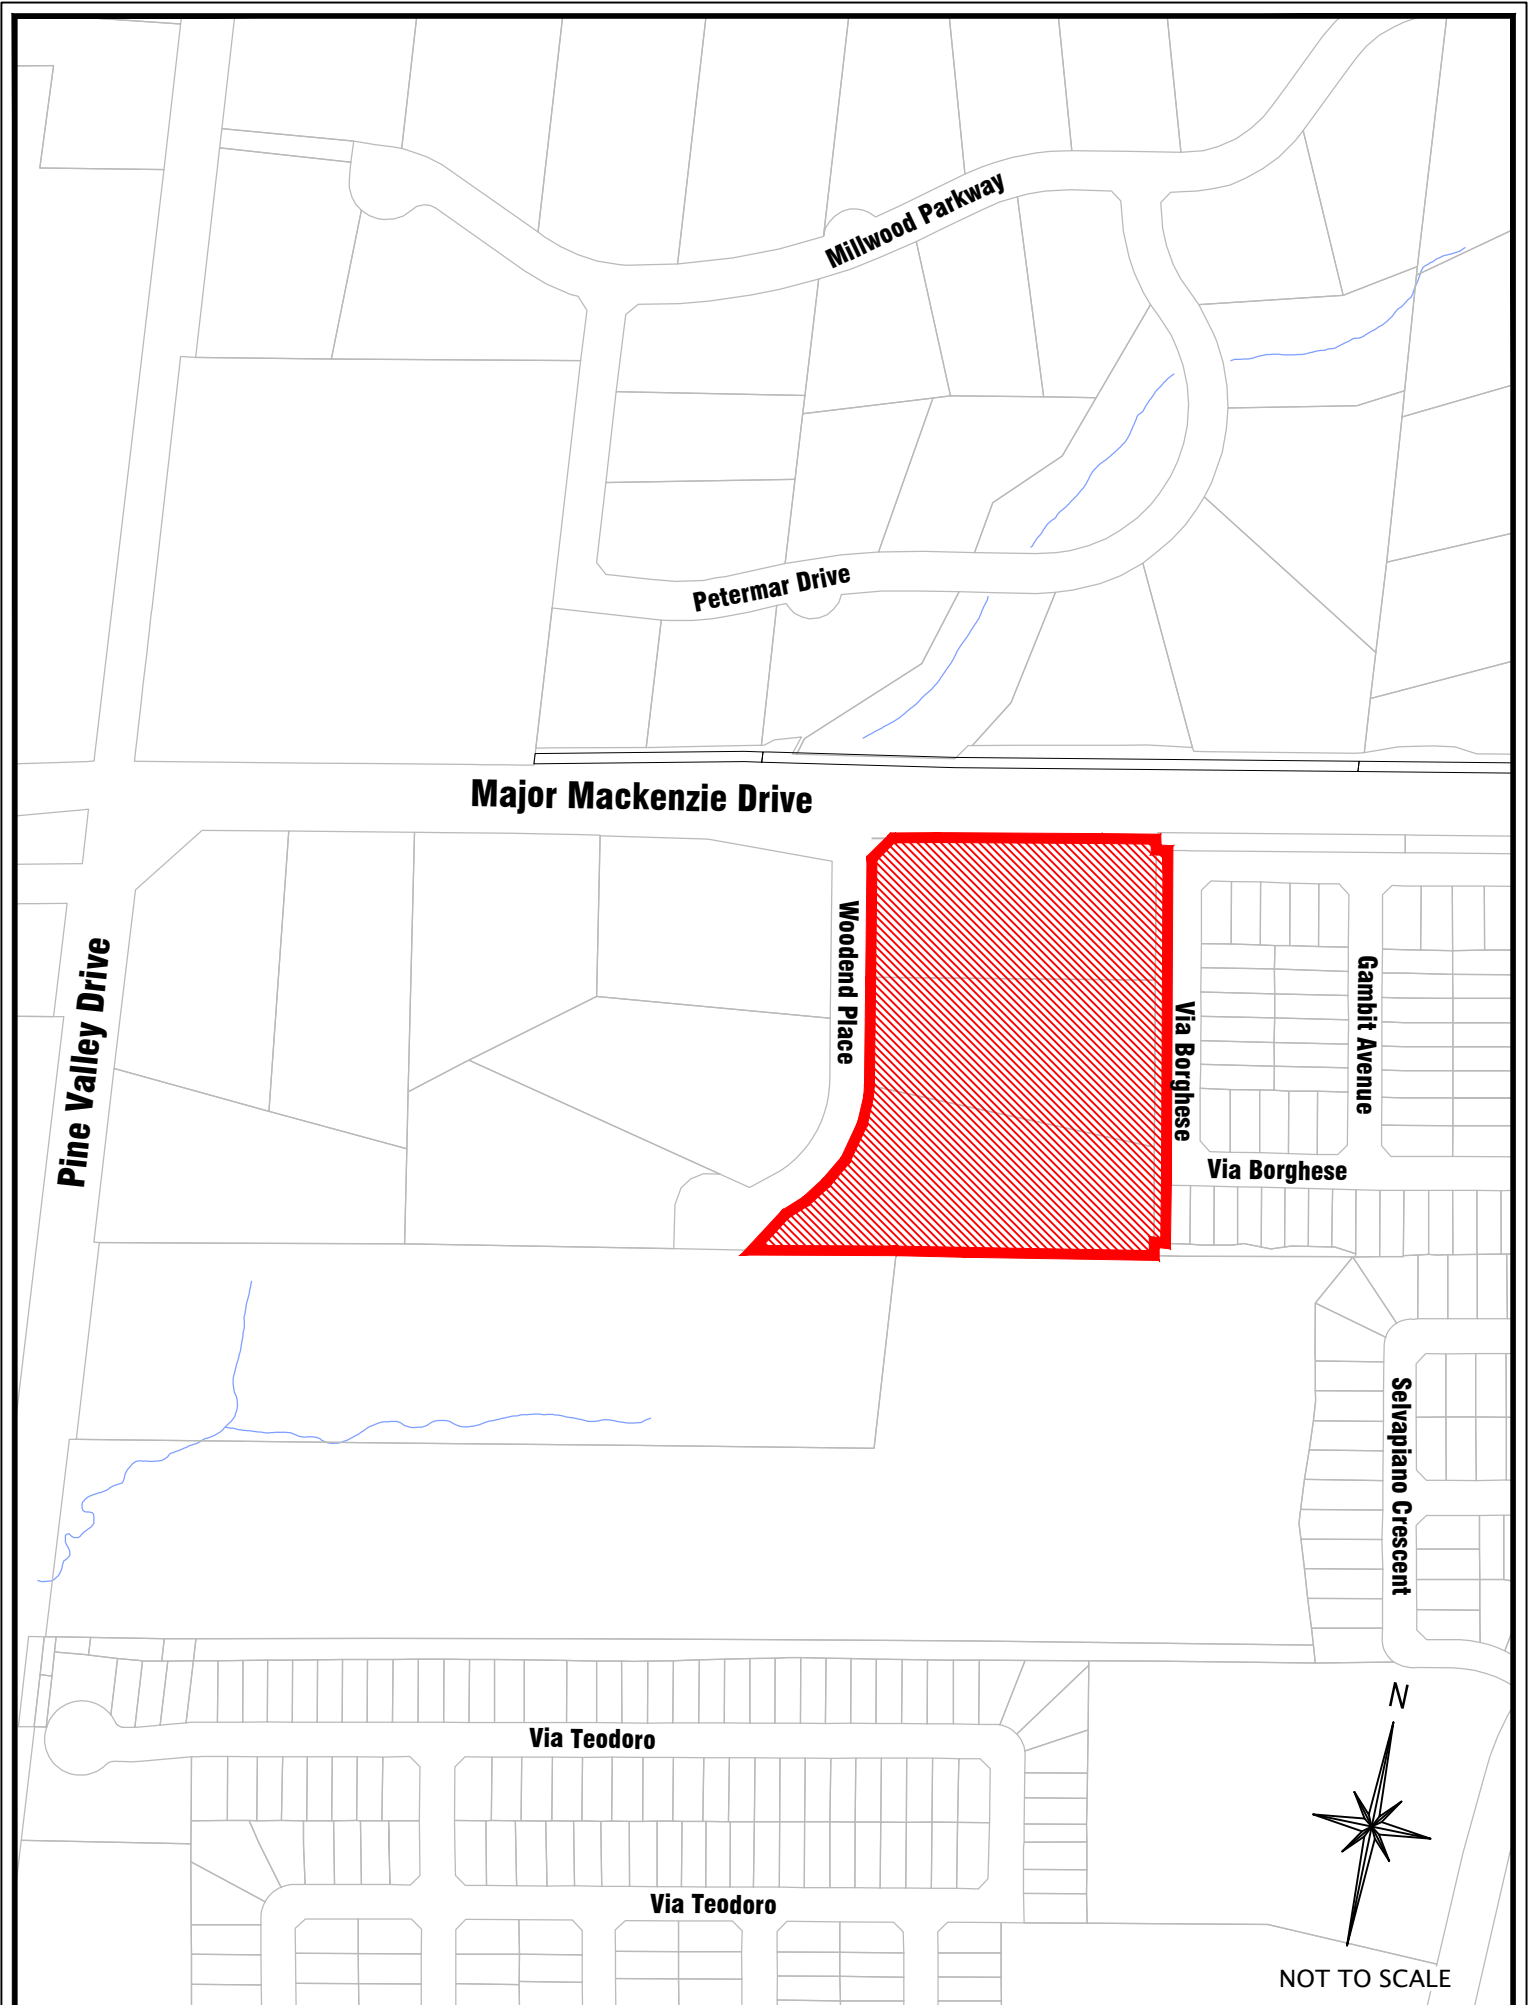 Millwood Parkway
Petermar Drive
Major Mackenzie Drive
Woodend Place
Pine Valley Drive
Via Borghese
Gambit Avenue
Via Borghese
Selvapiano Crescent
N
Via Teodoro
Via Teodoro
NOT TO SCALE